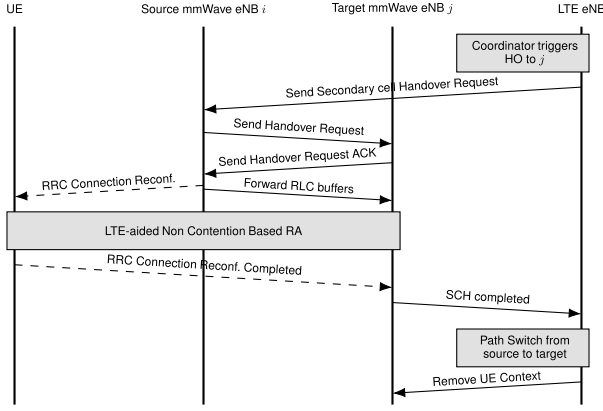 UE
Source mmWave eNB i
Target mmWave eNB j
LTE eNB
Coordinator triggers
HO to j
Send Secondary cell Handover Request
Send Handover Request
Send Handover Request ACK
RRC Connection Reconf.
Forward RLC buffers
LTE-aided Non Contention Based RA
RRC Connection Reconf. Completed
SCH completed
Path Switch from
source to target
Remove UE Context